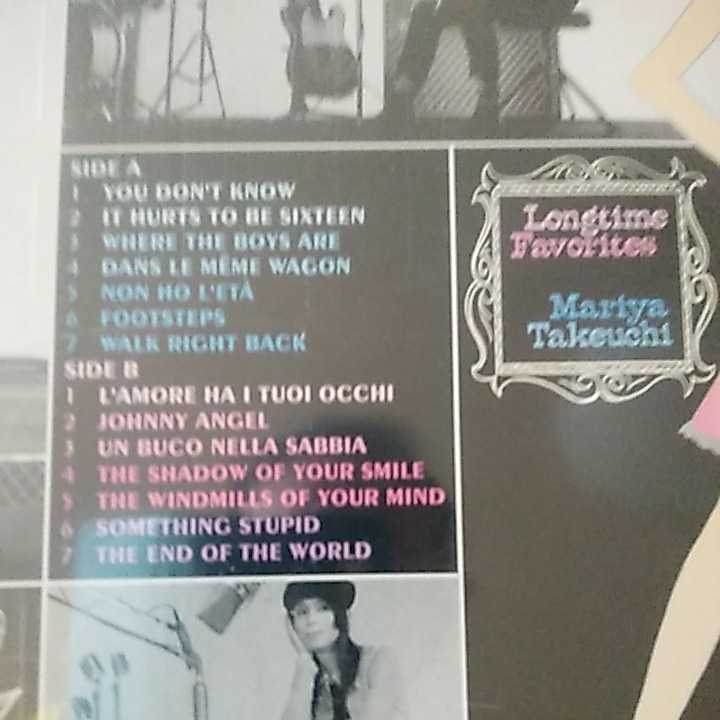 SIDE A
1 YOU DON'T KNOW
2 IT HURTS TO BE SIXTEEN
3 WHERE THE BOYS ARE
4 DANS LE MÊME WAGON
5 NON HO L'ETÀ
6 FOOTSTEPS
7 WALK RIGHT BACK
SIDE B
1 L'AMORE HA I TUOI OCCHI
2 JOHNNY ANGEL
3 UN BUCO NELLA SABBIA
4 THE SHADOW OF YOUR SMILE
5 THE WINDMILLS OF YOUR MIND
6 SOMETHING STUPID
7 THE END OF THE WORLD
Longtime
Favorites
Mariya
Takeuchi